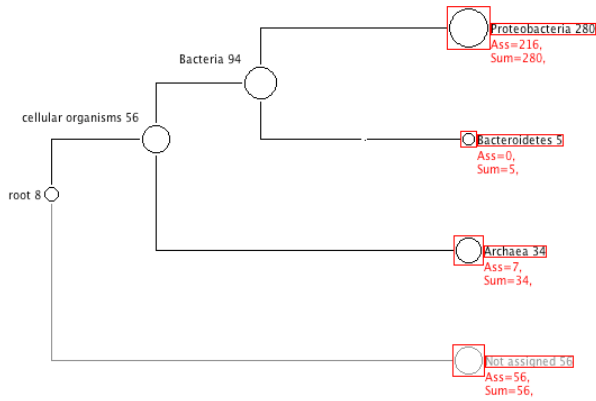 Proteobacteria 280
Ass=216,
Sum=280,
Bacteria 94
cellular organisms 56
Bacteroidetes 5
Ass=0,
Sum=5,
root 8
Archaea 34
Ass=7,
Sum=34,
Not assigned 56
Ass=56,
Sum=56,